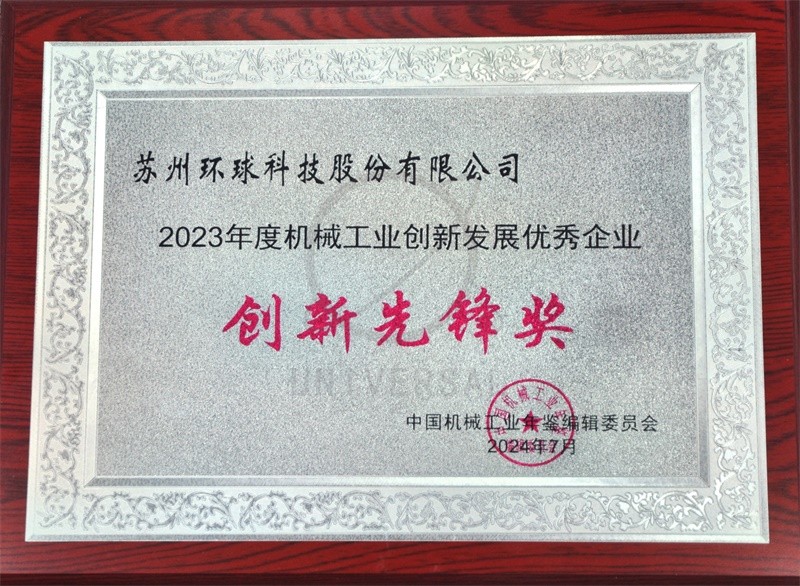 苏州环球科技股份有限公司
2023年度机械工业创新发展优秀企业
创新先锋奖
UNIVERSAL
中国机械工业年鉴编辑委员会
2024年7月